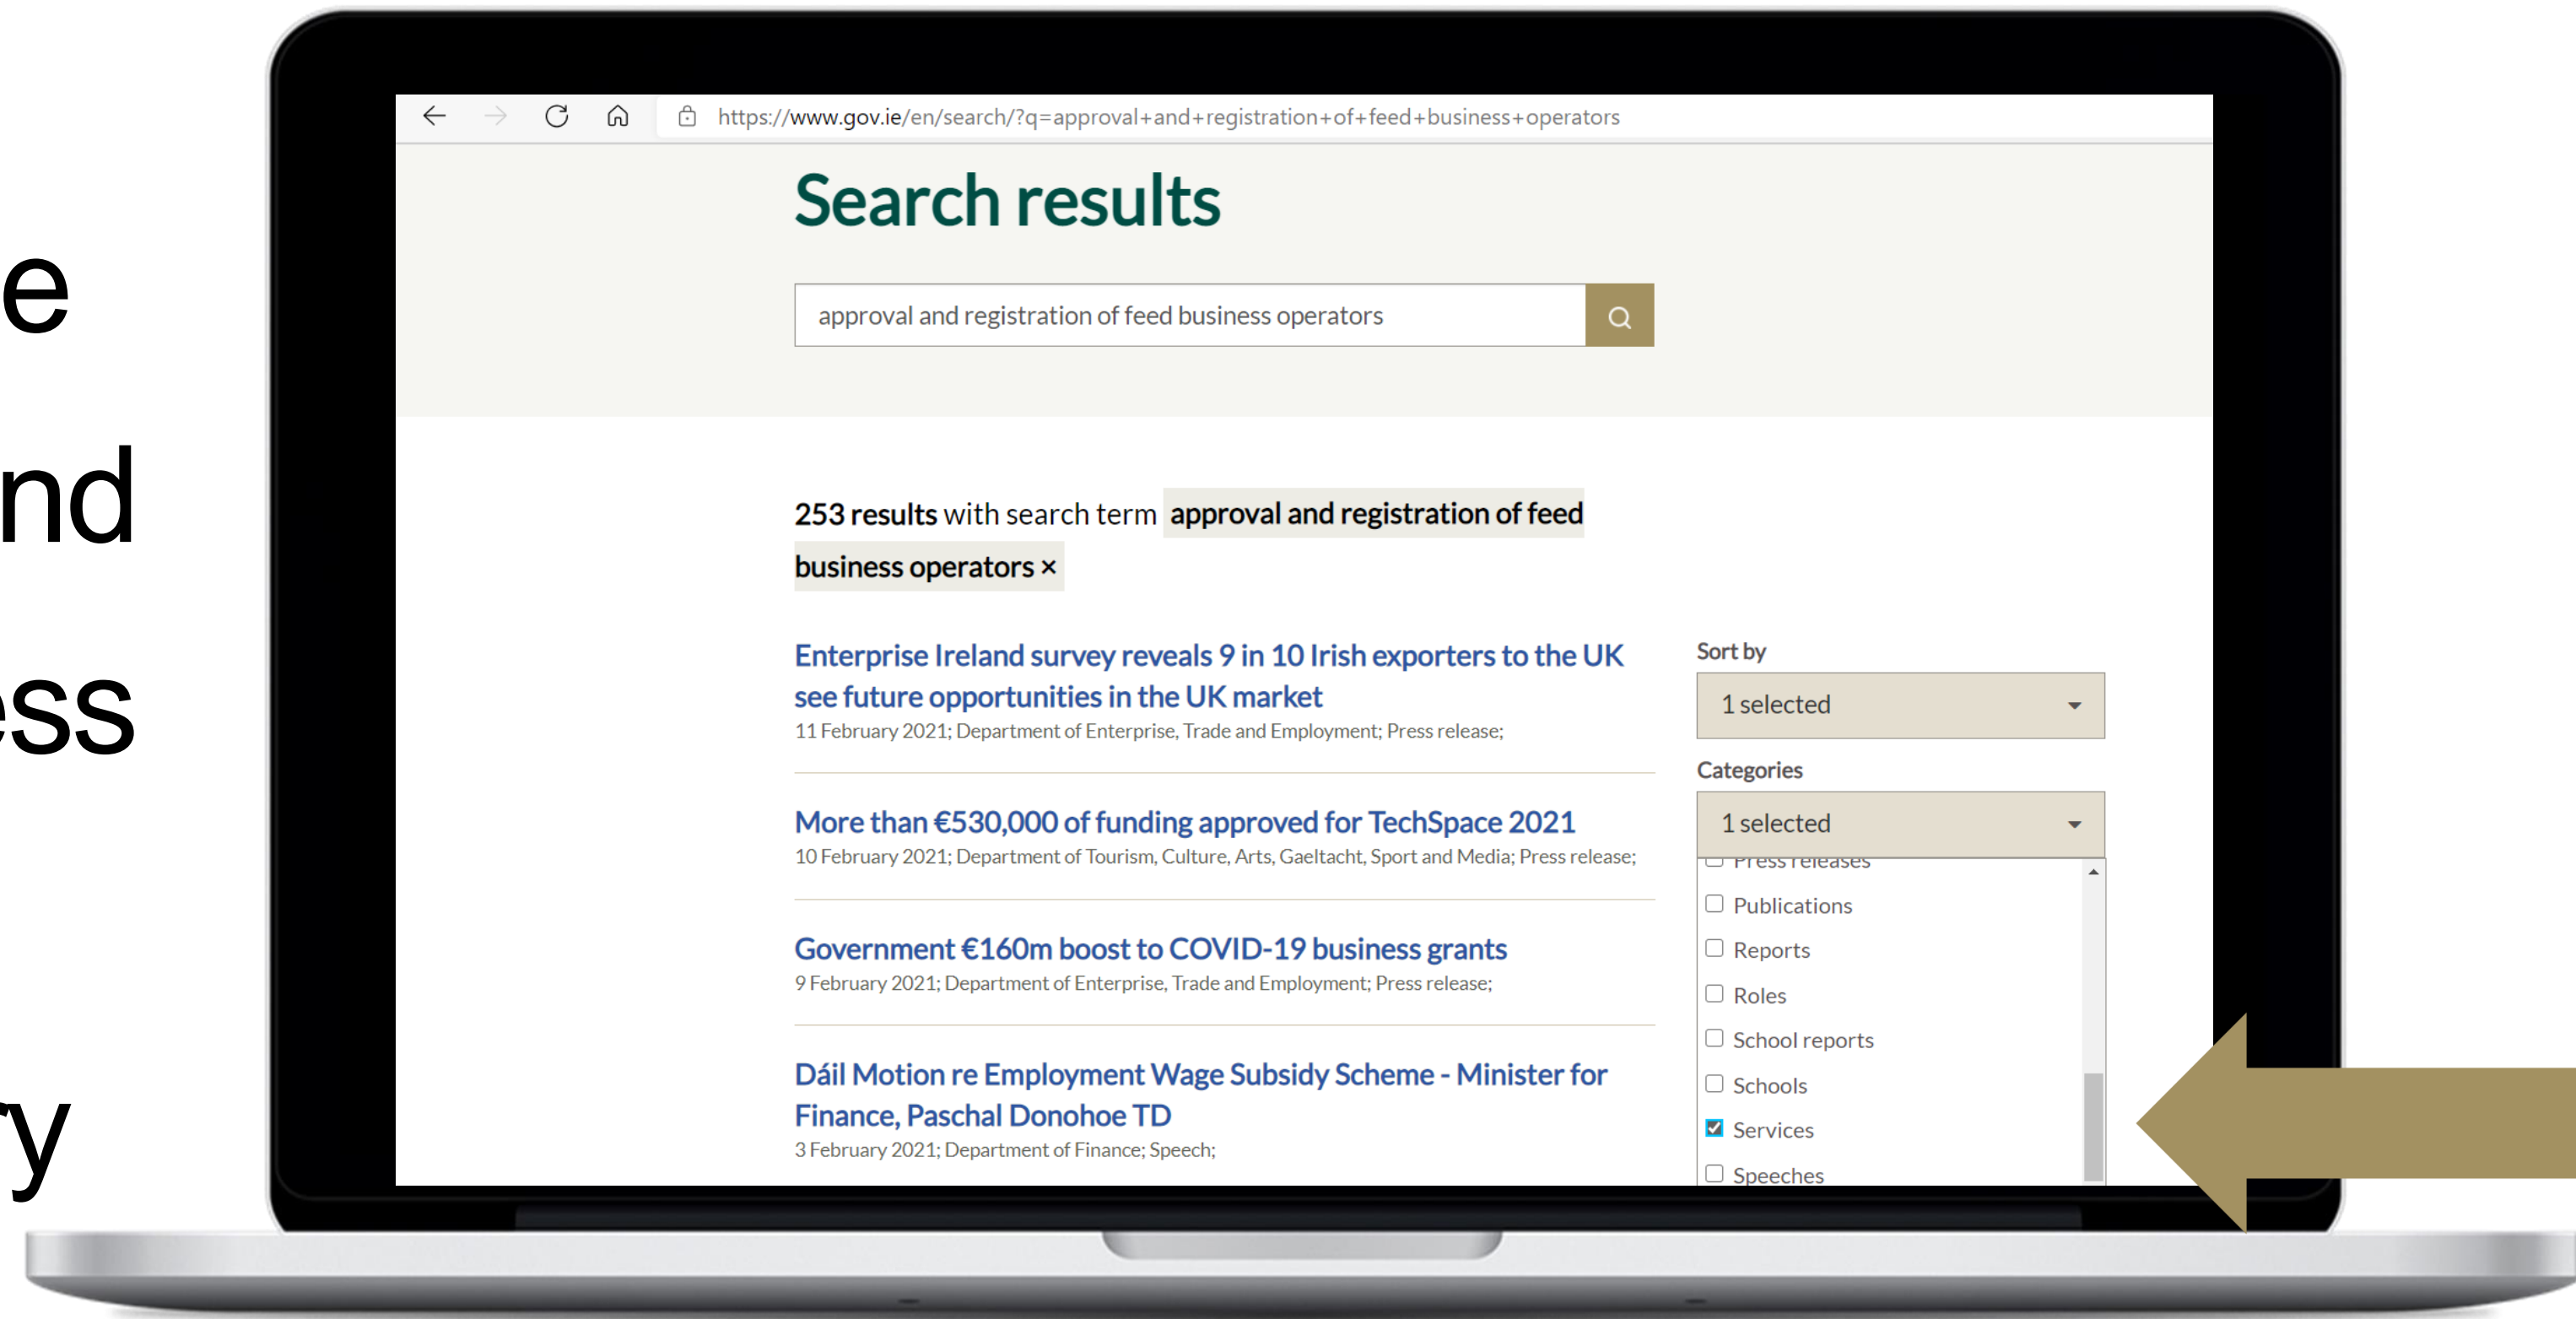 https://www.gov.ie/en/search/?q=approval+and+registration+of+feed+business+operators
Search results
approval and registration of feed business operators
253 results with search term approval and registration of feed
business operators ×
Enterprise Ireland survey reveals 9 in 10 Irish exporters to the UK
see future opportunities in the UK market
11 February 2021; Department of Enterprise, Trade and Employment; Press release;
More than €530,000 of funding approved for TechSpace 2021
10 February 2021; Department of Tourism, Culture, Arts, Gaeltacht, Sport and Media; Press release;
Government €160m boost to COVID-19 business grants
9 February 2021; Department of Enterprise, Trade and Employment; Press release;
Dáil Motion re Employment Wage Subsidy Scheme - Minister for
Finance, Paschal Donohoe TD
3 February 2021; Department of Finance; Speech;
Sort by
1 selected
Categories
1 selected
Press releases
Publications
Reports
Roles
School reports
Schools
Services
Speeches